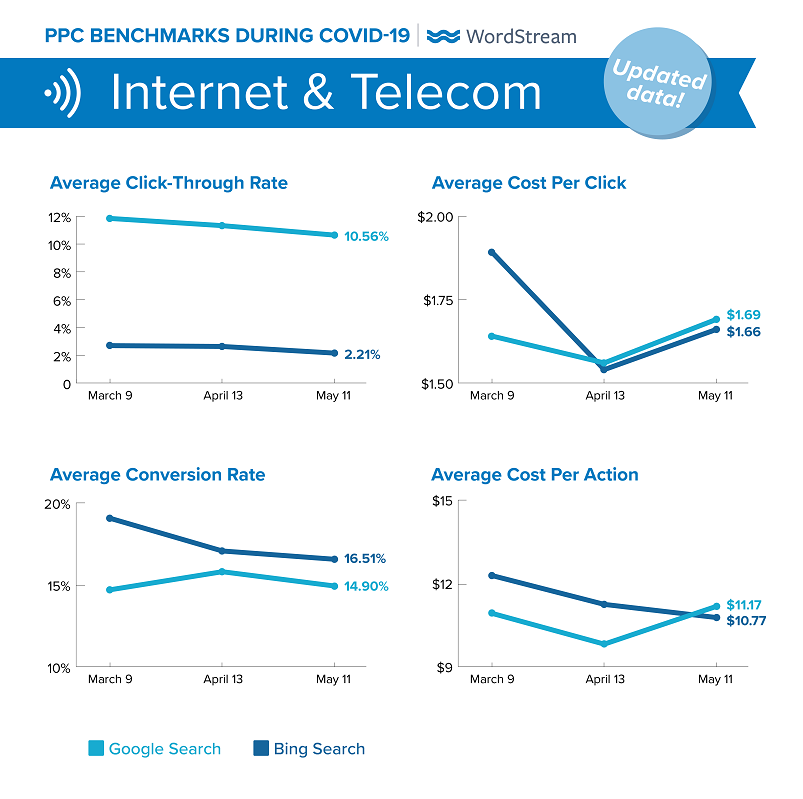 PPC BENCHMARKS DURING COVID-19 | WordStream
Internet & Telecom
Updated
data!
Average Click-Through Rate
12%
10%
8%
6%
4%
2%
0
10.56%
2.21%
March 9 April 13 May 11
Average Cost Per Click
$2.00
$1.75
$1.50
$1.69
$1.66
March 9 April 13 May 11
Average Conversion Rate
20%
15%
10%
16.51%
14.90%
March 9 April 13 May 11
Average Cost Per Action
$15
$12
$9
$11.17
$10.77
March 9 April 13 May 11
Google Search Bing Search